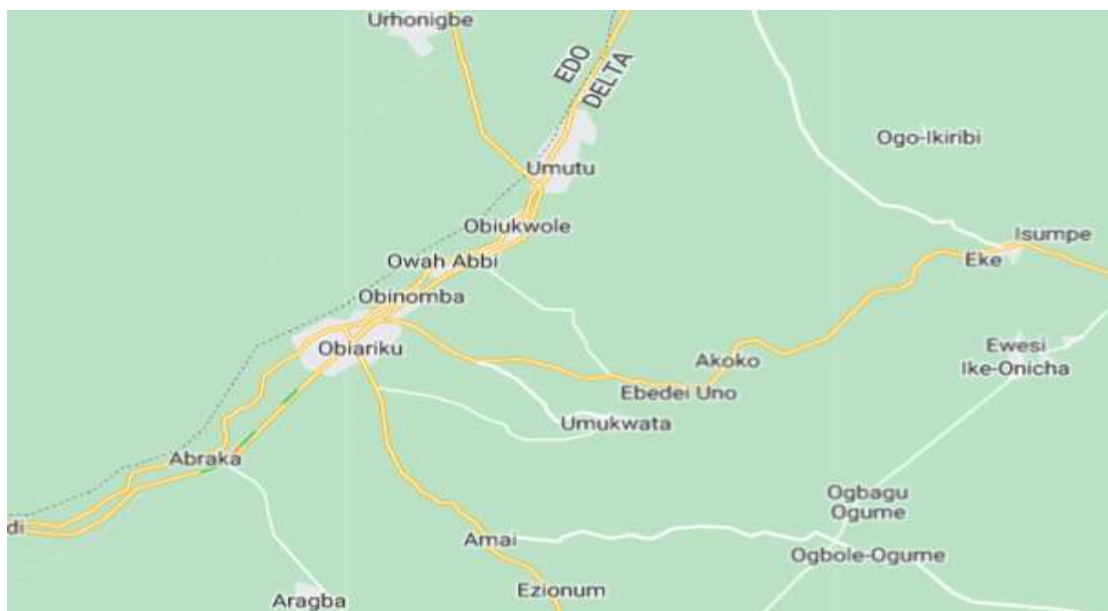 Urhonigbe
EDO
DELTA
Ogo-Ikiribi
Umutu
Obiukwole
Isumpe
Owah Abbi
Eke
Obinomba
Obiariku
Akoko
Ewesi
Ike-Onicha
Ebedei Uno
Umukwata
Abraka
Ogbagu
Ogume
di
Amai
Ogbole-Ogume
Ezionum
Aragba